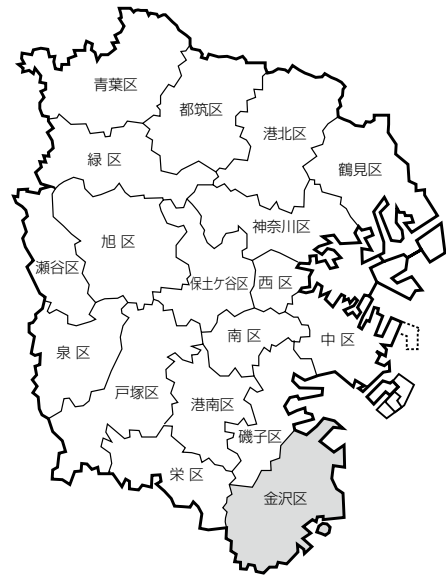 青葉区
都筑区
港北区
緑 区
鶴見区
神奈川区
旭 区
瀬谷区
保土ケ谷区
西 区
南 区
中 区
泉 区
戸塚区
港南区
磯子区
栄 区
金沢区